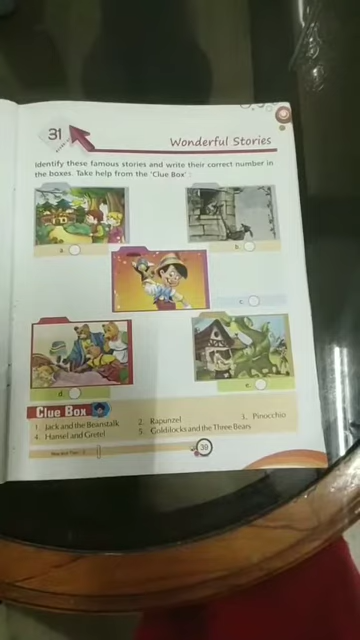 31
Wonderful Stories
Identify these famous stories and write their correct number in
the boxes. Take help from the 'Clue Box' :
a.
b.
c.
d.
e.
Clue Box
1. Jack and the Beanstalk
2. Rapunzel
3. Pinocchio
4. Hansel and Gretel
5. Goldilocks and the Three Bears
39